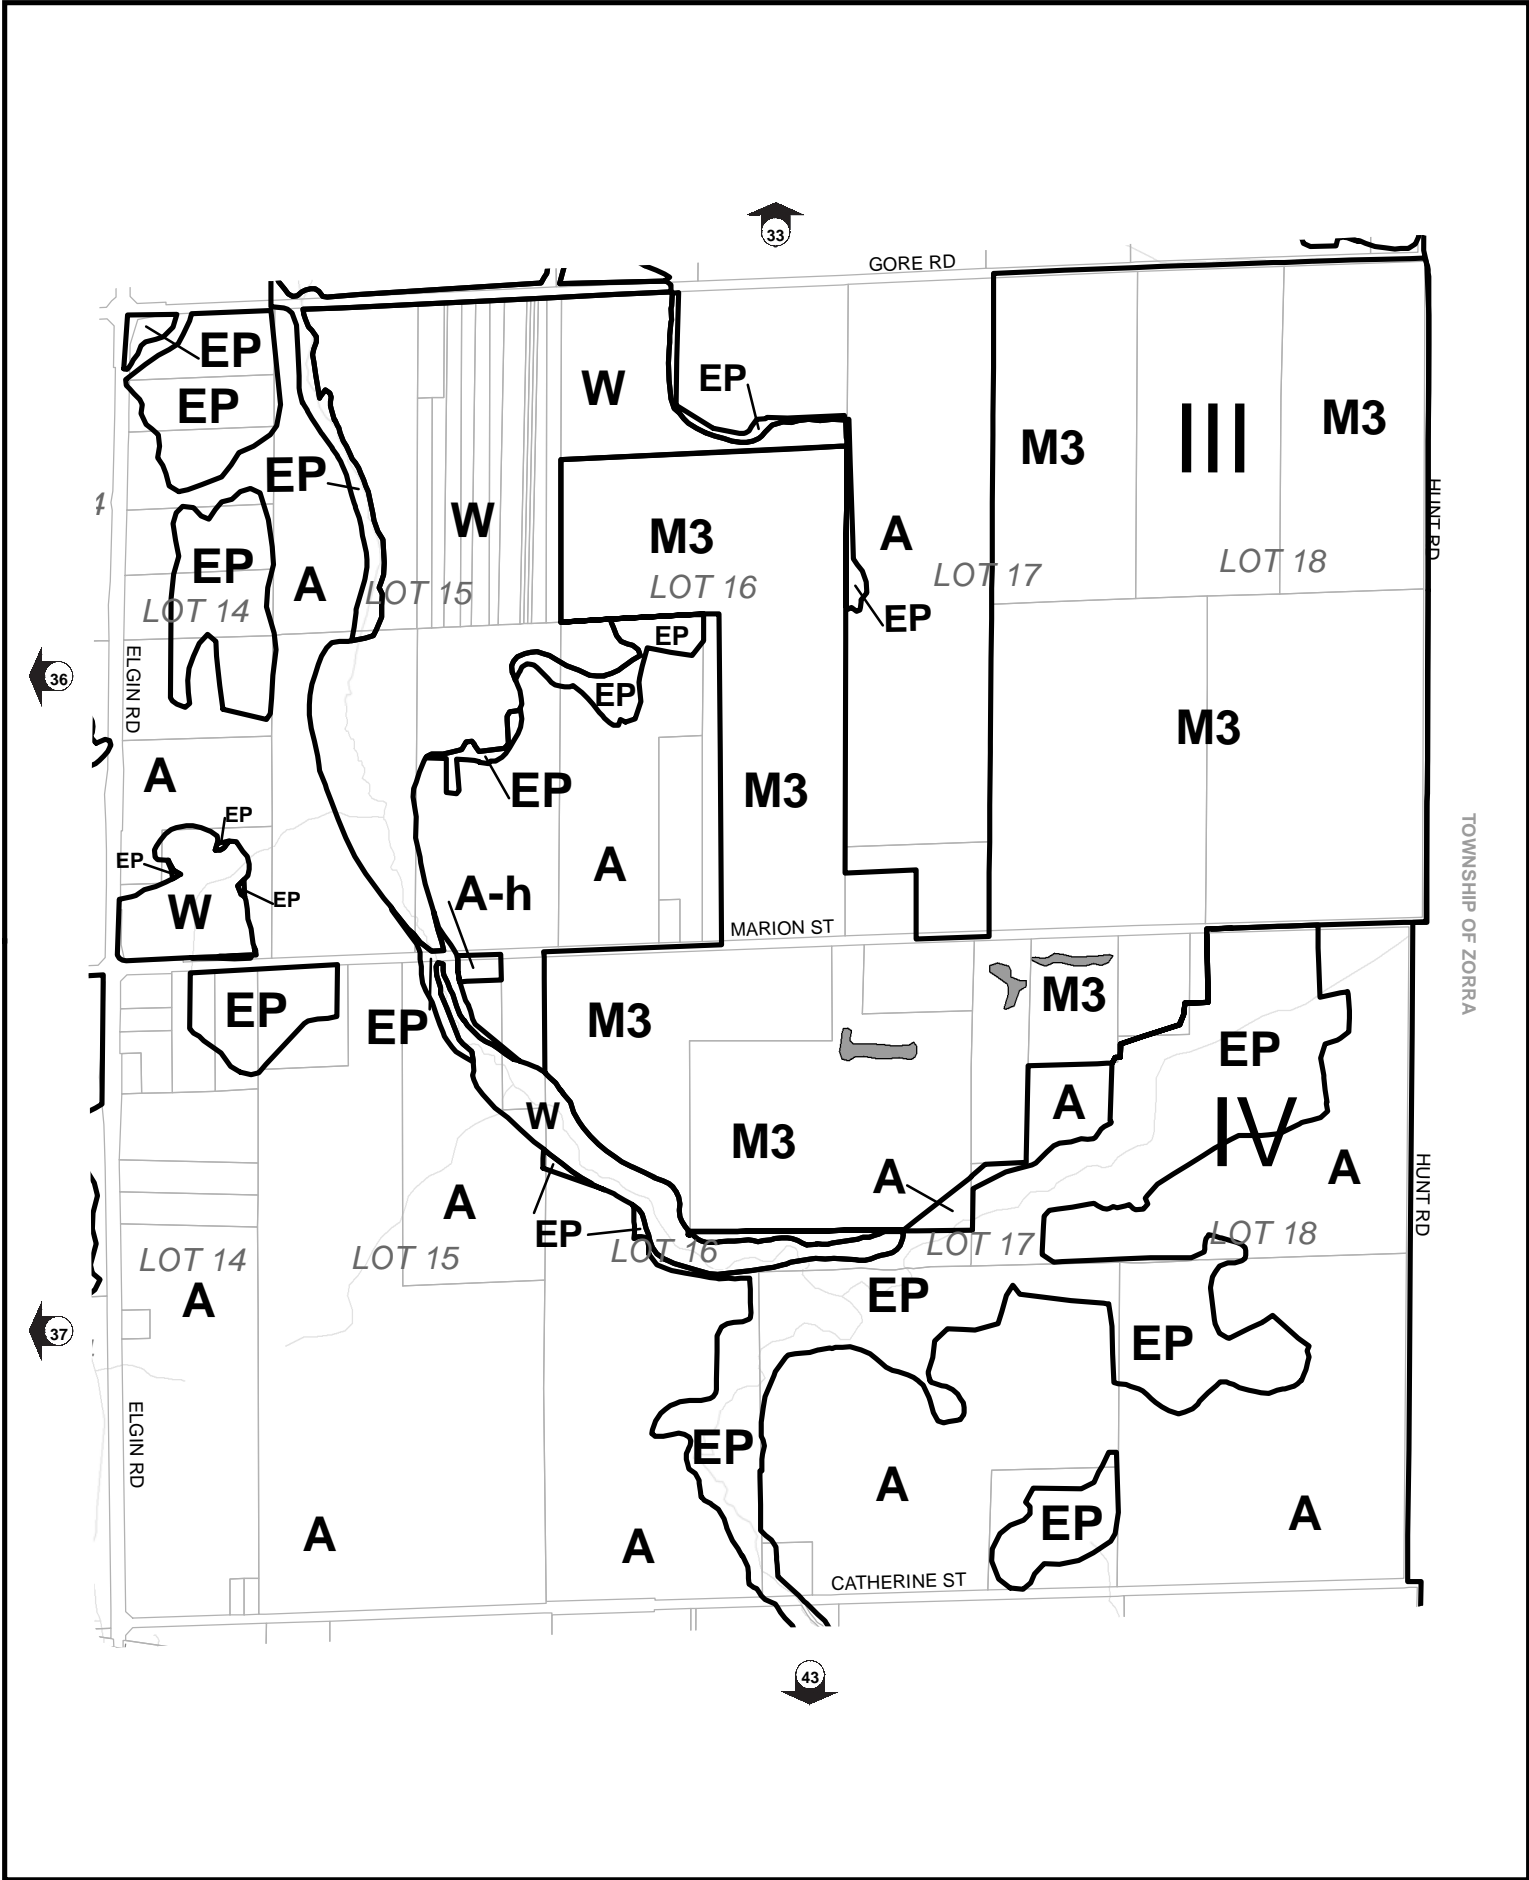 33
GORE RD
EP
EP
W
EP
M3
III
M3
EP
W
M3
A
HUNT RD
EP
A
LOT 14
LOT 15
LOT 16
LOT 17
LOT 18
EP
EP
36
ELGIN RD
EP
M3
A
EP
M3
EP
EP
A-h
A
EP
W
MARION ST
TOWNSHIP OF ZORRA
EP
EP
M3
M3
EP
W
A
IV
M3
A
A
A
HUNT RD
EP
LOT 14
LOT 15
LOT 16
LOT 17
LOT 18
A
EP
37
EP
ELGIN RD
EP
A
EP
A
A
A
CATHERINE ST
43